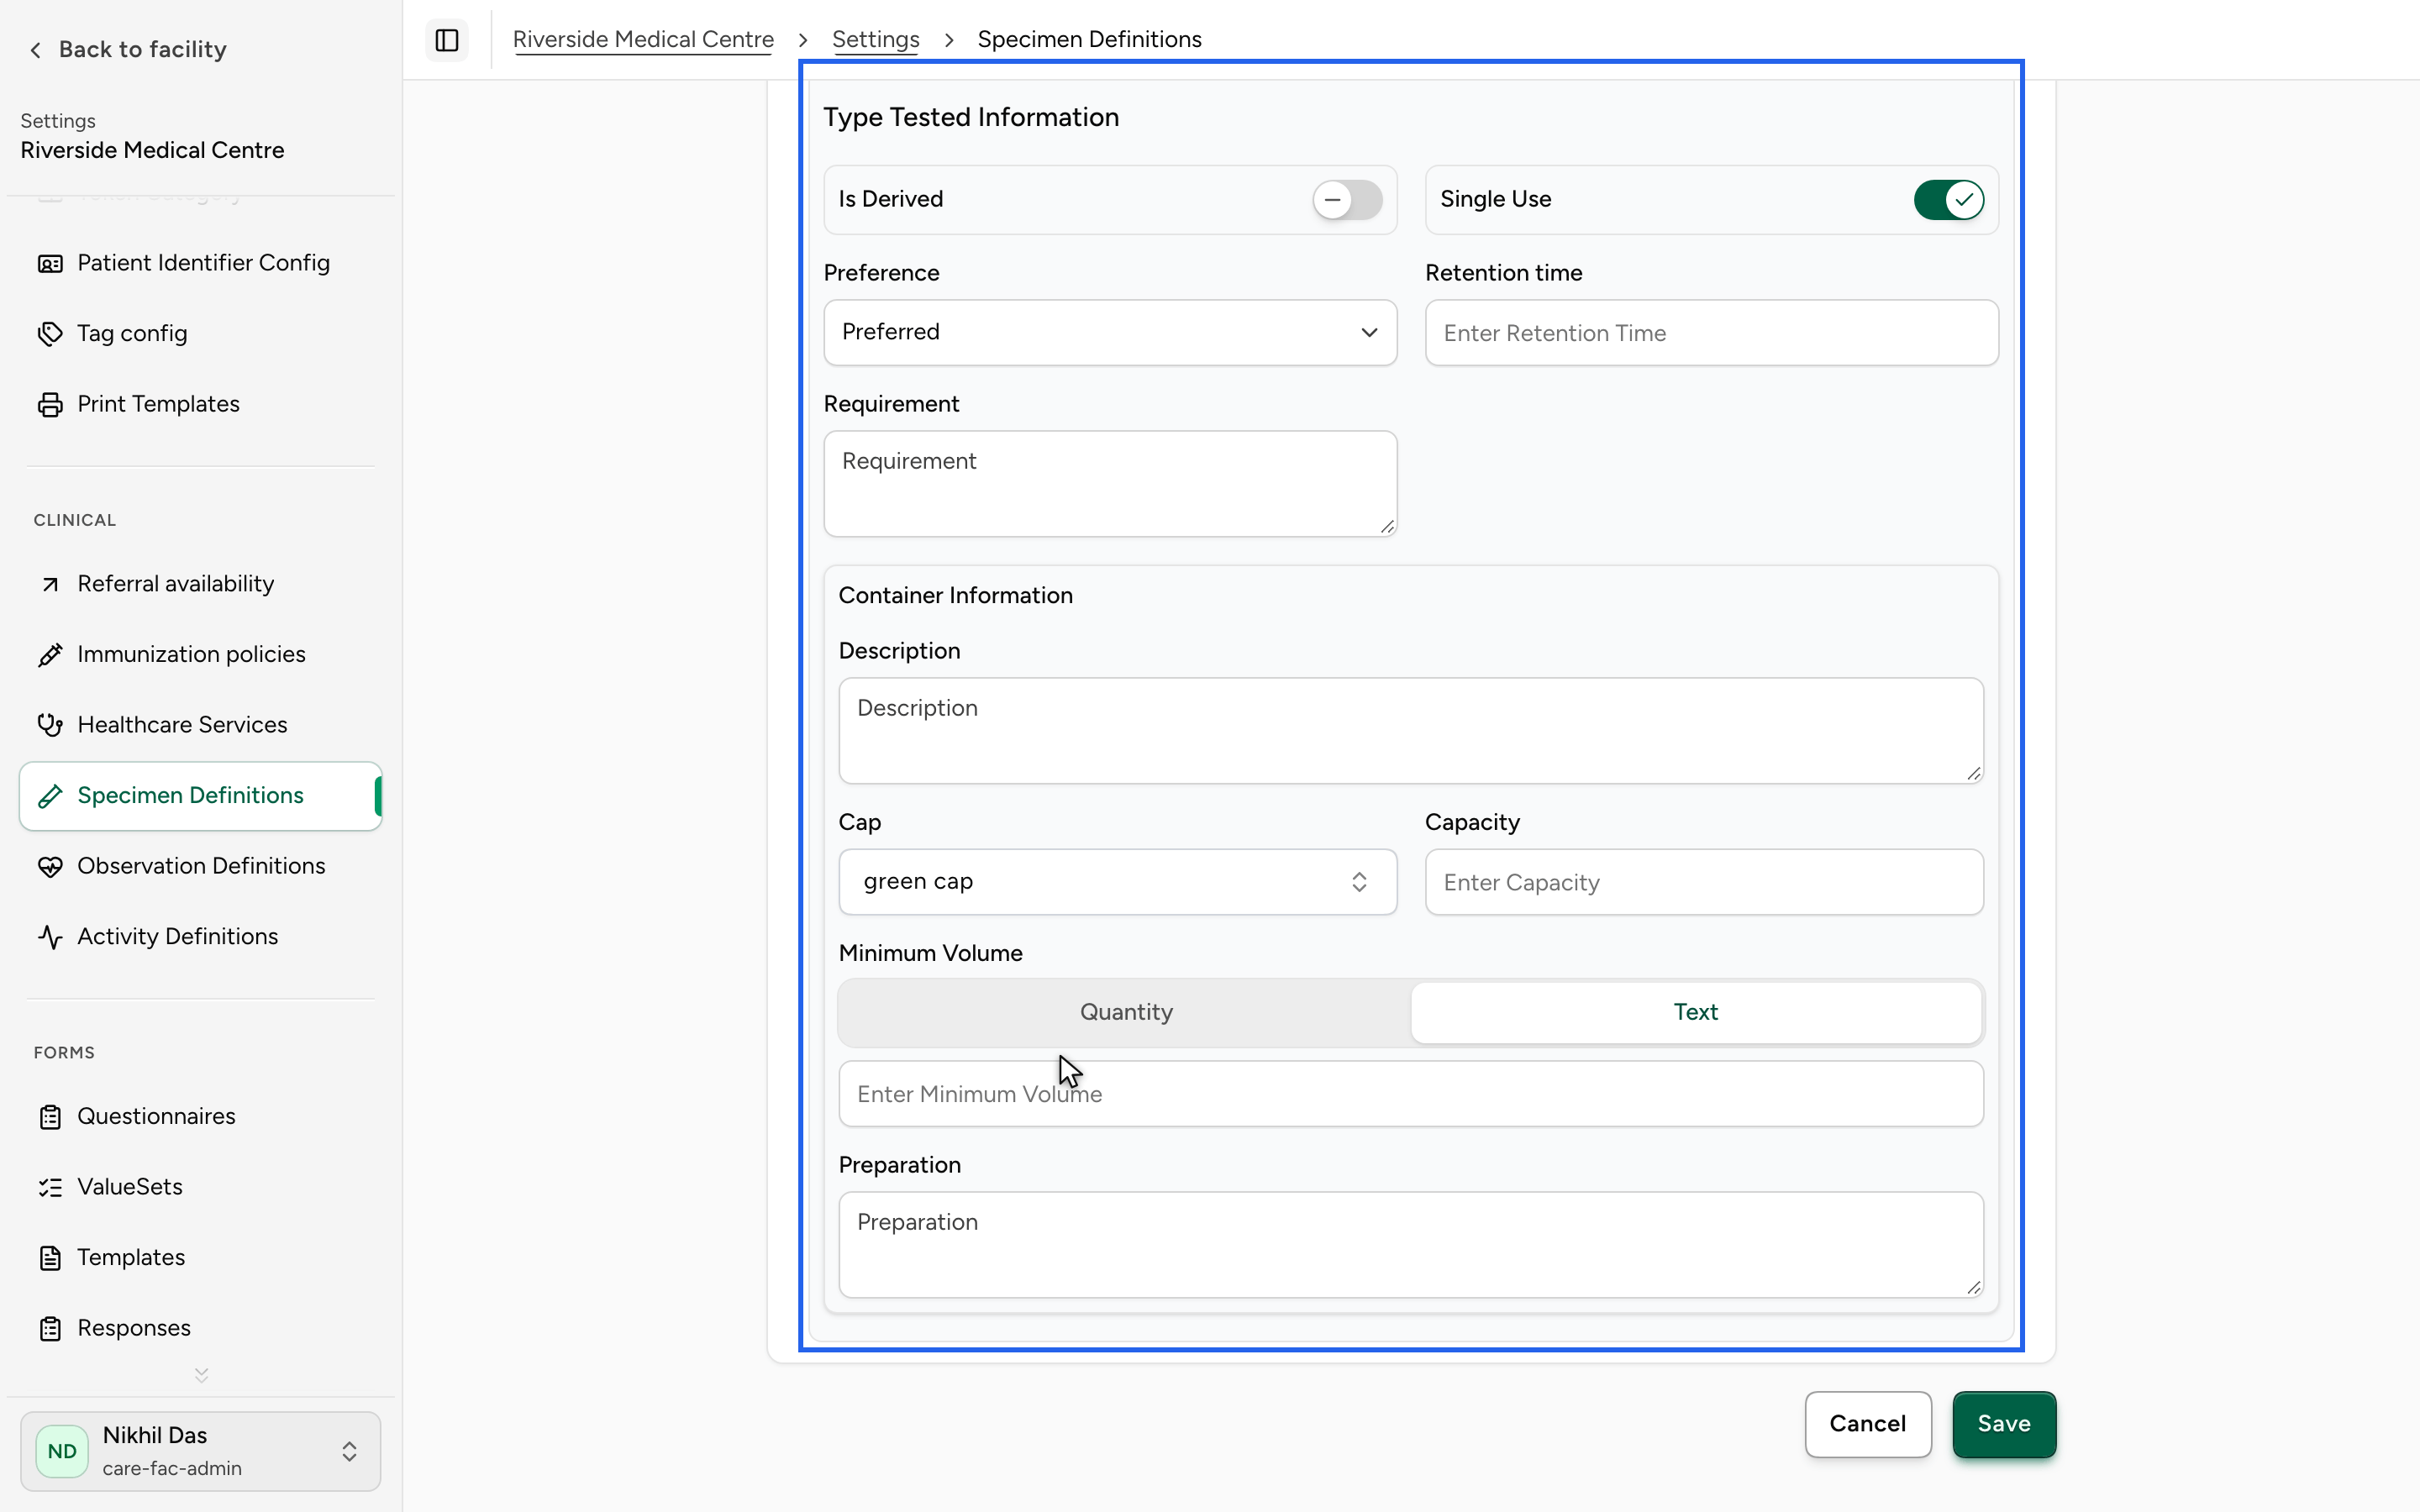 Back to facility
Settings
Riverside Medical Centre
Patient Identifier Config
Tag config
Print Templates
CLINICAL
Referral availability
Immunization policies
Healthcare Services
Specimen Definitions
Observation Definitions
Activity Definitions
FORMS
Questionnaires
ValueSets
Templates
Responses
ND
Nikhil Das
care-fac-admin
Riverside Medical Centre > Settings > Specimen Definitions
Type Tested Information
Is Derived
Single Use
Preference
Retention time
Preferred
Enter Retention Time
Requirement
Requirement
Container Information
Description
Description
Cap
Capacity
green cap
Enter Capacity
Minimum Volume
Quantity
Text
Enter Minimum Volume
Preparation
Preparation
Cancel
Save